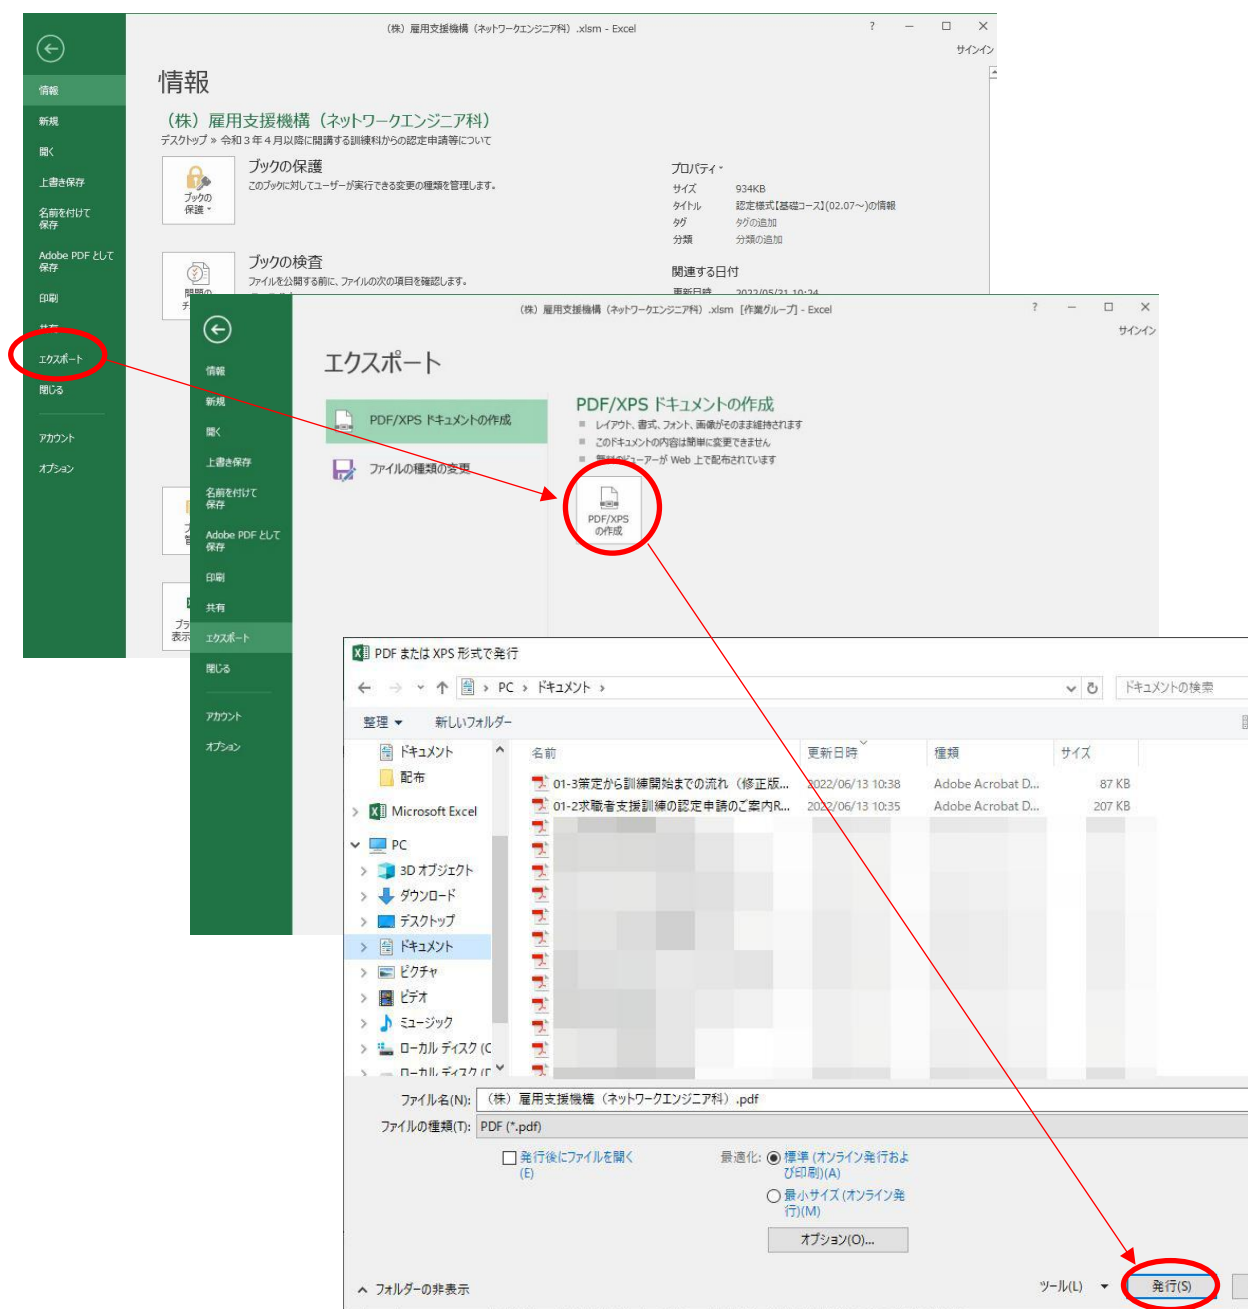 （株）雇用支援機構（ネットワークエンジニア科）.xlsm - Excel
?
サインイン
情報
新規
開く
上書き保存
名前を付けて
保存
Adobe PDF として
保存
印刷
共有
エクスポート
閉じる
アカウント
オプション
情報
（株）雇用支援機構（ネットワークエンジニア科）
デスクトップ » 令和３年４月以降に開講する訓練科からの認定申請等について
ブックの
保護
ブックの保護
このブックに対してユーザーが実行できる変更の種類を管理します。
ブックの検査
ファイルを公開する前に、ファイルの次の項目を確認します。
プロパティ
サイズ 934KB
タイトル 認定様式【基礎コース】(02.07～)の情報
タグ タグの追加
分類 分類の追加
関連する日付
更新日時 2022/05/31 10:24
（株）雇用支援機構（ネットワークエンジニア科）.xlsm [作業グループ] - Excel
?
サインイン
情報
新規
開く
上書き保存
名前を付けて
保存
Adobe PDF として
保存
印刷
共有
エクスポート
閉じる
アカウント
オプション
エクスポート
PDF/XPS ドキュメントの作成
ファイルの種類の変更
PDF/XPS ドキュメントの作成
レイアウト、書式、フォント、画像がそのまま維持されます
このドキュメントの内容は簡単に変更できません
無料のビューアーが Web 上で配布されています
PDF/XPS
の作成
PDF または XPS 形式で発行
PC › ドキュメント ›
ドキュメントの検索
整理 新しいフォルダー
ドキュメント
配布
Microsoft Excel
PC
3D オブジェクト
ダウンロード
デスクトップ
ドキュメント
ピクチャ
ビデオ
ミュージック
ローカル ディスク (C
名前 更新日時 種類 サイズ
01-3策定から訓練開始までの流れ（修正版... 2022/06/13 10:38 Adobe Acrobat D... 87 KB
01-2求職者支援訓練の認定申請のご案内R... 2022/06/13 10:35 Adobe Acrobat D... 207 KB
ファイル名(N): （株）雇用支援機構（ネットワークエンジニア科）.pdf
ファイルの種類(T): PDF (*.pdf)
発行後にファイルを開く
(E)
最適化: 標準 (オンライン発行およ
び印刷)(A)
最小サイズ (オンライン発
行)(M)
オプション(O)...
フォルダーの非表示
ツール(L)
発行(S)